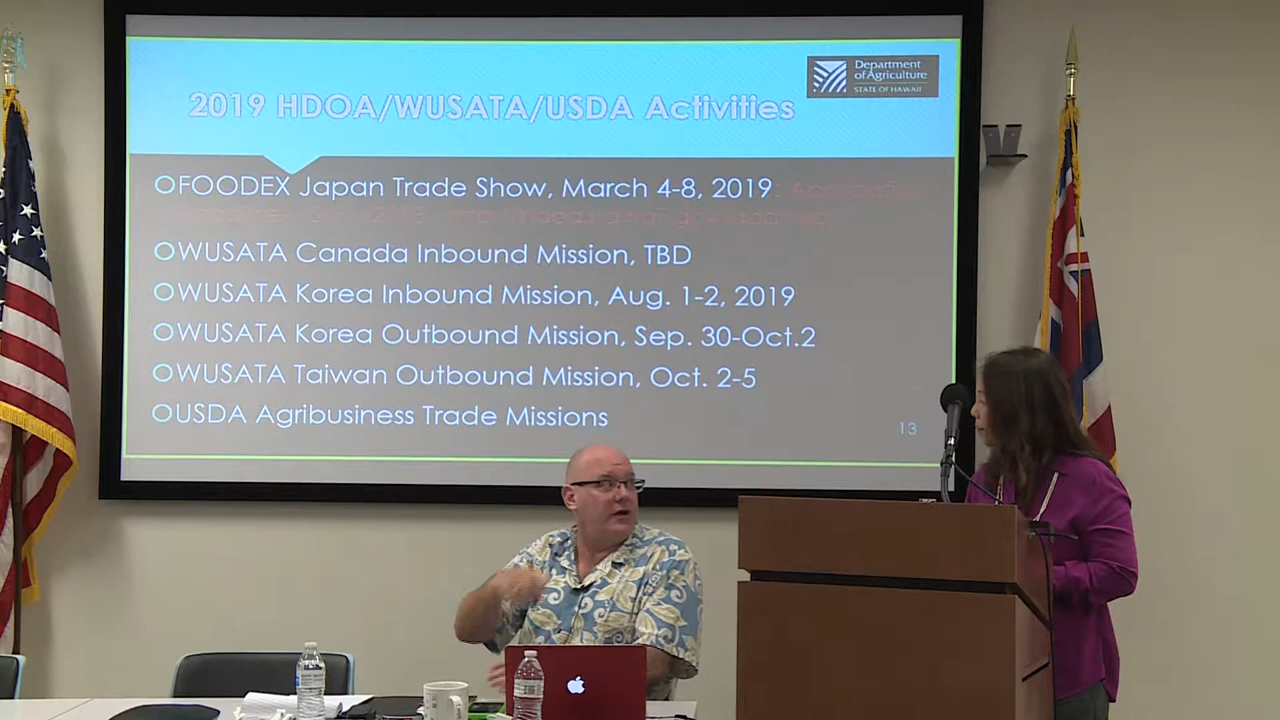 Department
of Agriculture
STATE OF HAWAII
2019 HDOA/WUSATA/USDA Activities
FOODEX Japan Trade Show, March 4-8, 2019:
WUSATA Canada Inbound Mission, TBD
WUSATA Korea Inbound Mission, Aug. 1-2, 2019
WUSATA Korea Outbound Mission, Sep. 30-Oct.2
WUSATA Taiwan Outbound Mission, Oct. 2-5
USDA Agribusiness Trade Missions
13